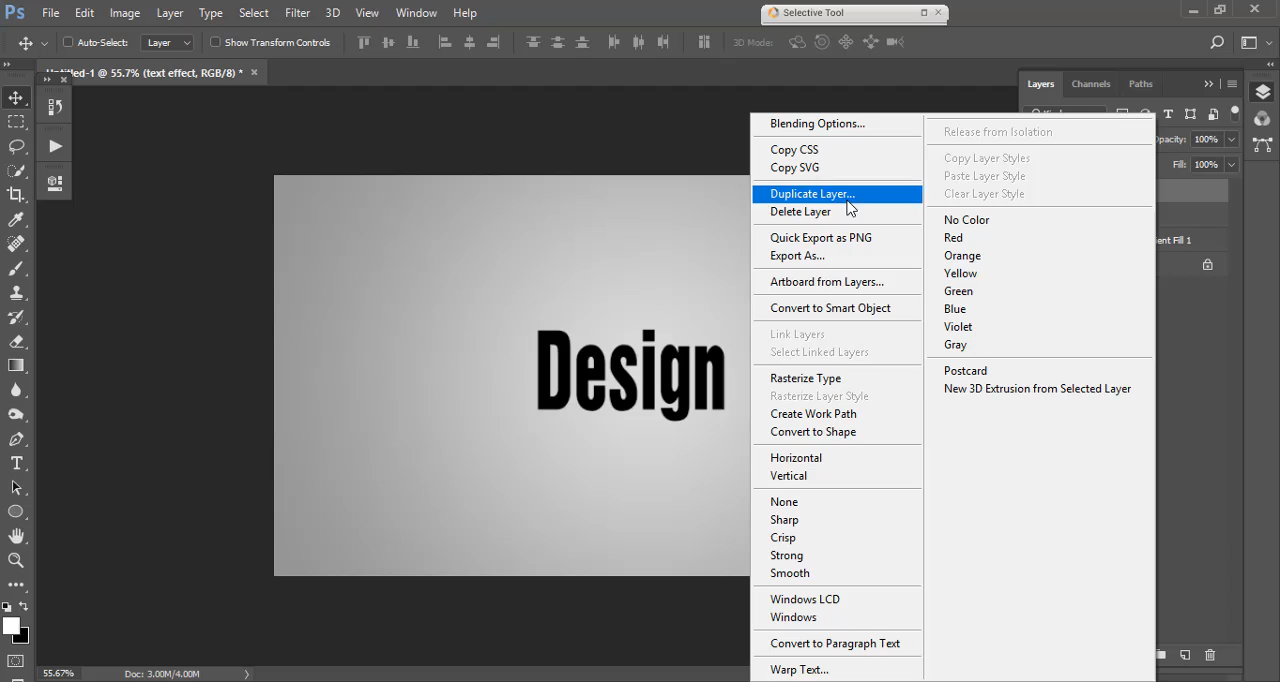 Ps File Edit Image Layer Type Select Filter 3D View Window Help
Selective Tool
Auto-Select: Layer Show Transform Controls 3D Mode:
Untitled-1 @ 55.7% (text effect, RGB/8) *
Layers Channels Paths
Opacity: 100%
Fill: 100%
Fill 1
Design
Blending Options...
Copy CSS
Copy SVG
Duplicate Layer...
Delete Layer
Quick Export as PNG
Export As...
Artboard from Layers...
Convert to Smart Object
Link Layers
Select Linked Layers
Rasterize Type
Rasterize Layer Style
Create Work Path
Convert to Shape
Horizontal
Vertical
None
Sharp
Crisp
Strong
Smooth
Windows LCD
Windows
Convert to Paragraph Text
Warp Text...
Release from Isolation
Copy Layer Styles
Paste Layer Style
Clear Layer Style
No Color
Red
Orange
Yellow
Green
Blue
Violet
Gray
Postcard
New 3D Extrusion from Selected Layer
55.67% Doc: 3.00M/4.00M